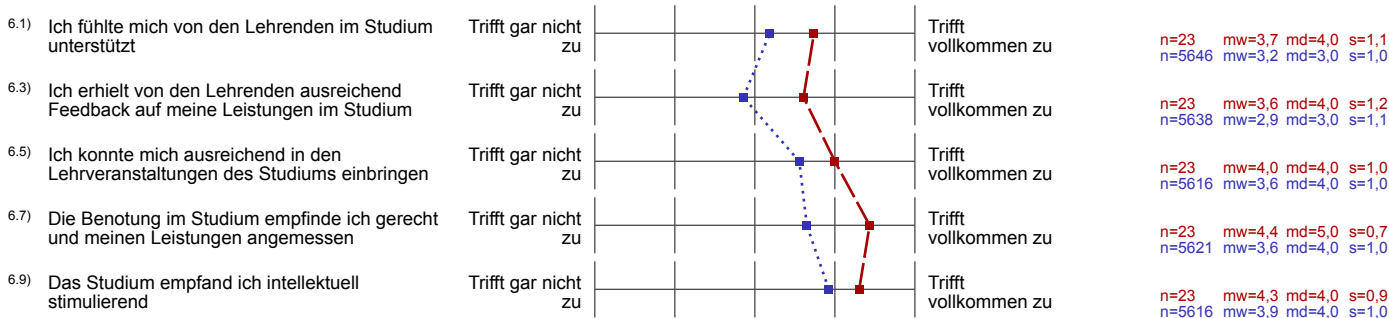 6.1) Ich fühlte mich von den Lehrenden im Studium
unterstützt
Trifft gar nicht
zu
Trifft
vollkommen zu
n=23 mw=3,7 md=4,0 s=1,1
n=5646 mw=3,2 md=3,0 s=1,0
6.3) Ich erhielt von den Lehrenden ausreichend
Feedback auf meine Leistungen im Studium
Trifft gar nicht
zu
Trifft
vollkommen zu
n=23 mw=3,6 md=4,0 s=1,2
n=5638 mw=2,9 md=3,0 s=1,1
6.5) Ich konnte mich ausreichend in den
Lehrveranstaltungen des Studiums einbringen
Trifft gar nicht
zu
Trifft
vollkommen zu
n=23 mw=4,0 md=4,0 s=1,0
n=5616 mw=3,6 md=4,0 s=1,0
6.7) Die Benotung im Studium empfinde ich gerecht
und meinen Leistungen angemessen
Trifft gar nicht
zu
Trifft
vollkommen zu
n=23 mw=4,4 md=5,0 s=0,7
n=5621 mw=3,6 md=4,0 s=1,0
6.9) Das Studium empfand ich intellektuell
stimulierend
Trifft gar nicht
zu
Trifft
vollkommen zu
n=23 mw=4,3 md=4,0 s=0,9
n=5616 mw=3,9 md=4,0 s=1,0